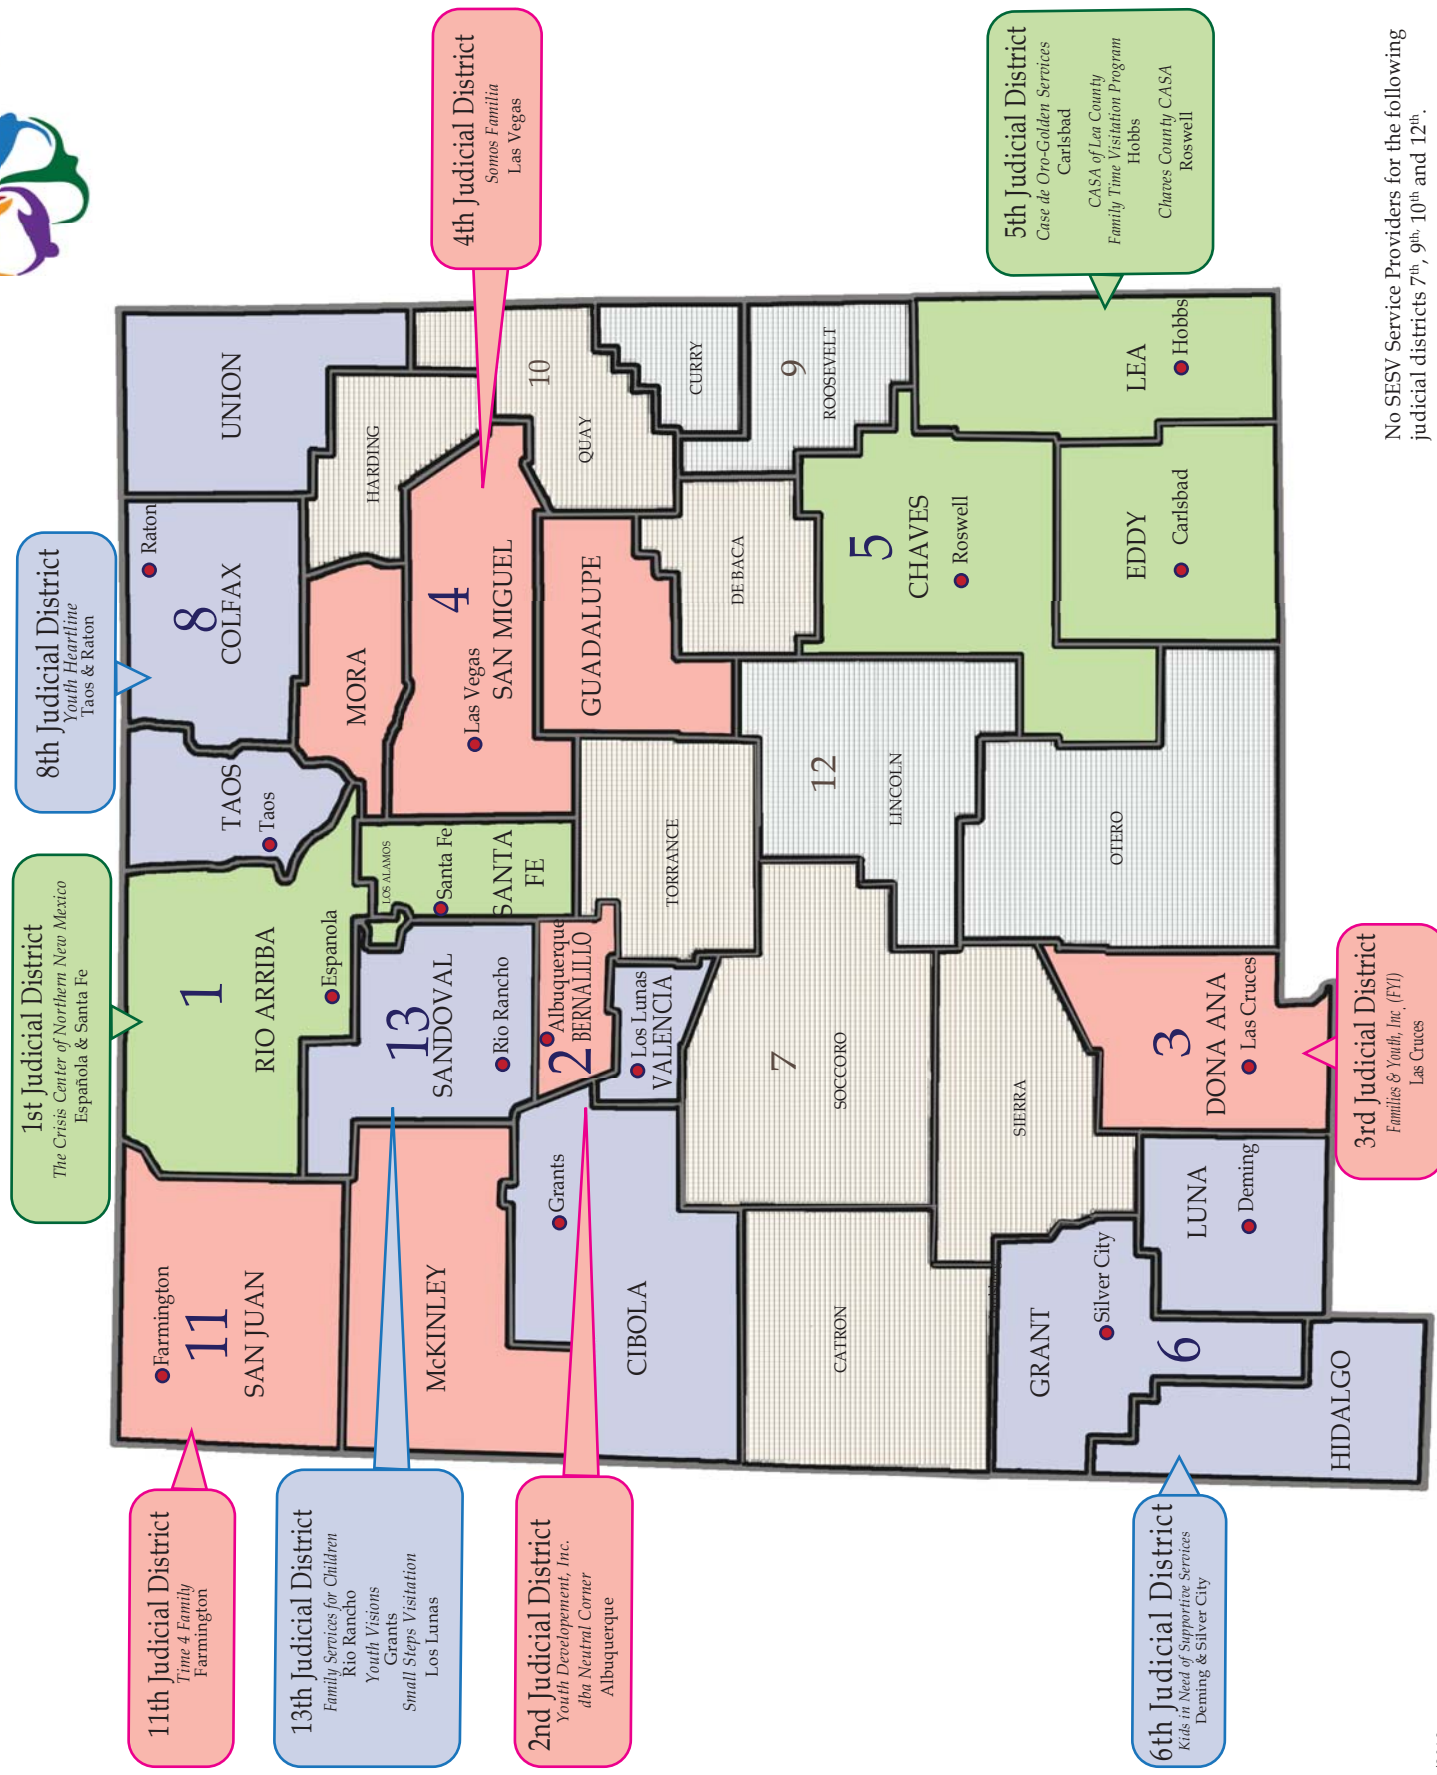 1st Judicial District
The Crisis Center of Northern New Mexico
Española & Santa Fe
8th Judicial District
Youth Heartline
Taos & Raton
11th Judicial District
Time 4 Family
Farmington
13th Judicial District
Family Services for Children
Rio Rancho
Youth Visions
Grants
Small Steps Visitation
Los Lunas
2nd Judicial District
Youth Developement, Inc.
dba Neutral Corner
Albuquerque
6th Judicial District
Kids in Need of Supportive Services
Deming & Silver City
3rd Judicial District
Families & Youth, Inc. (FYI)
Las Cruces
4th Judicial District
Somos Familia
Las Vegas
5th Judicial District
Case de Oro-Golden Services
Carlsbad
CASA of Lea County
Family Time Visitation Program
Hobbs
Chaves County CASA
Roswell
Farmington
11
SAN JUAN
1
RIO ARRIBA
Espanola
TAOS
Taos
Raton
8
COLFAX
UNION
HARDING
MORA
LOS ALAMOS
Santa Fe
SANTA
FE
13
SANDOVAL
Rio Rancho
McKINLEY
4
Las Vegas
SAN MIGUEL
10
QUAY
GUADALUPE
Albuquerque
2
BERNALILLO
Grants
CIBOLA
Los Lunas
VALENCIA
TORRANCE
CURRY
9
ROOSEVELT
DE BACA
7
SOCCORO
CATRON
12
LINCOLN
5
CHAVES
Roswell
LEA
Hobbs
EDDY
Carlsbad
OTERO
SIERRA
3
DONA ANA
Las Cruces
GRANT
Silver City
6
LUNA
Deming
HIDALGO
No SESV Service Providers for the following
judicial districts 7th, 9th, 10th and 12th.